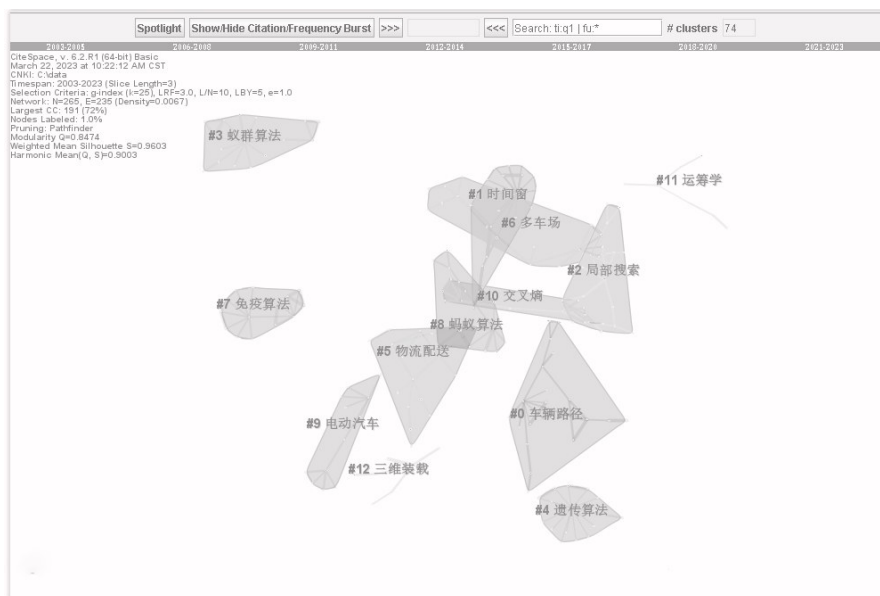 Spotlight Show/Hide Citation/Frequency Burst >>> <<< Search: ti:q1 | fu:* # clusters 74
2003-2005 2006-2008 2009-2011 2012-2014 2015-2017 2018-2020 2021-2023
CiteSpace, v. 6.2.R1 (64-bit) Basic
March 22, 2023 at 10:22:12 AM CST
CNKI: C:\data
Timespan: 2003-2023 (Slice Length=3)
Selection Criteria: g-index (k=25), LRF=3.0, L/N=10, LBY=5, e=1.0
Network: N=265, E=235 (Density=0.0067)
Largest CC: 191 (72%)
Nodes Labeled: 1.0%
Pruning: Pathfinder
Modularity Q=0.8474
Weighted Mean Silhouette S=0.9603
Harmonic Mean(Q, S)=0.9003
#3 蚁群算法
#11 运筹学
#1 时间窗
#6 多车场
#2 局部搜索
#10 交叉熵
#7 免疫算法
#8 蚂蚁算法
#5 物流配送
#0 车辆路径
#9 电动汽车
#12 三维装载
#4 遗传算法